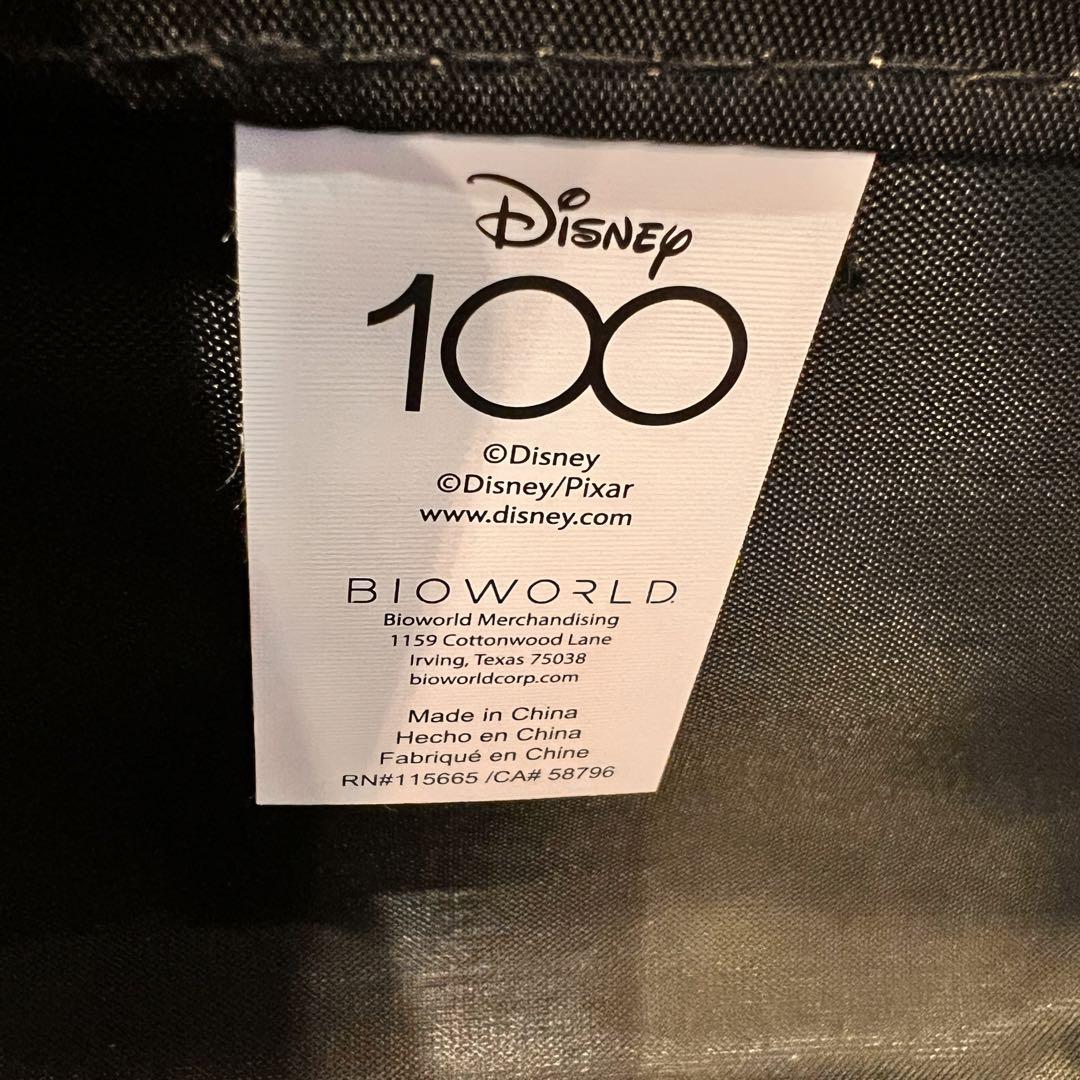 Disney
100
©Disney
©Disney/Pixar
www.disney.com
BIOWORLD
Bioworld Merchandising
1159 Cottonwood Lane
Irving, Texas 75038
bioworldcorp.com
Made in China
Hecho en China
Fabriqué en Chine
RN#115665 /CA# 58796